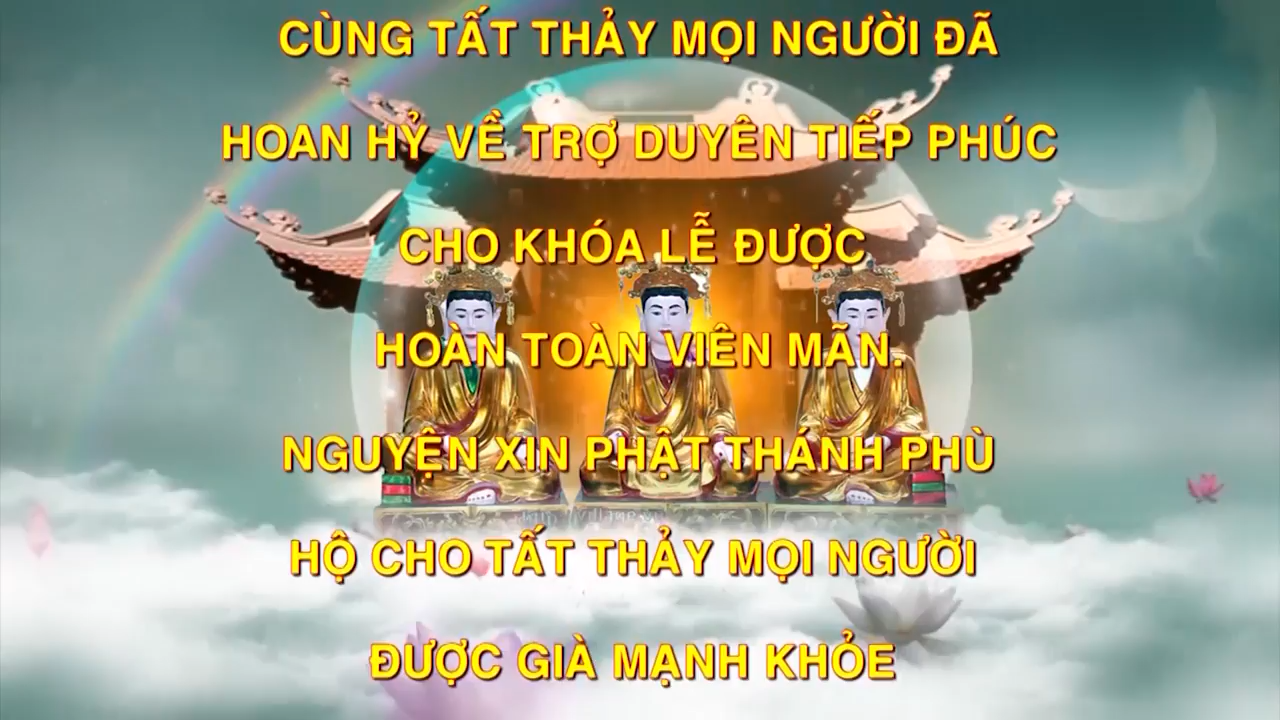 CÙNG TẤT THẢY MỌI NGƯỜI ĐÃ
HOAN HỶ VỀ TRỢ DUYÊN TIẾP PHÚC
CHO KHÓA LỄ ĐƯỢC
HOÀN TOÀN VIÊN MÃN.
NGUYỆN XIN PHẬT THÁNH PHÙ
HỘ CHO TẤT THẢY MỌI NGƯỜI
ĐƯỢC GIÀ MẠNH KHỎE